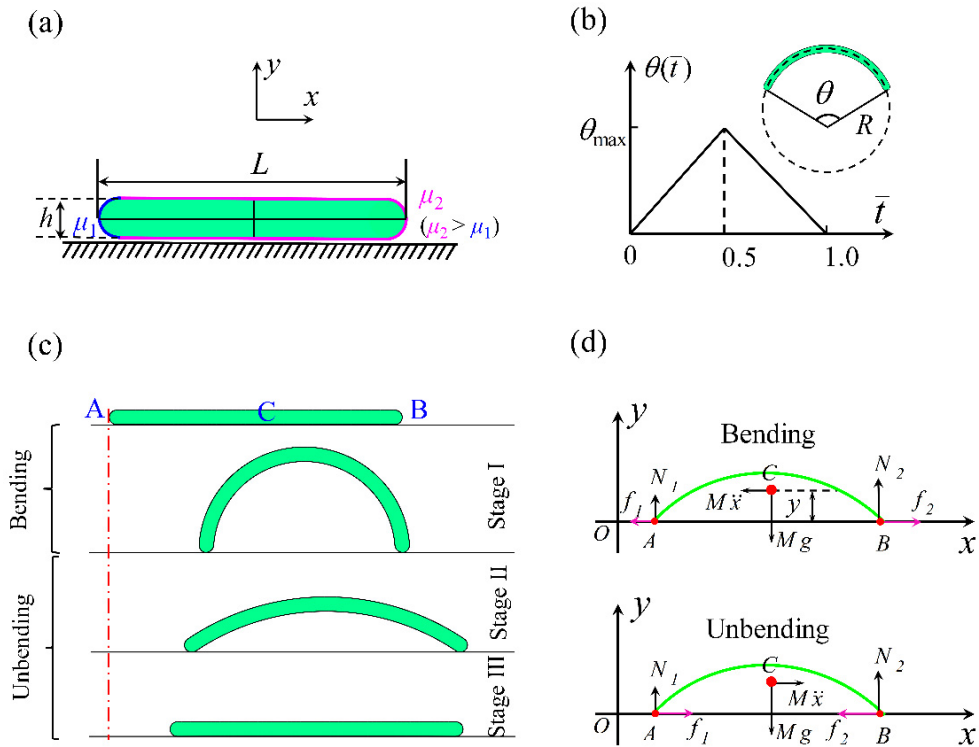 (a)
y
x
L
h
μ1
μ2
(μ2 > μ1)
(b)
θ(t̅)
θmax
θ
R
t̅
0
0.5
1.0
(c)
A
C
B
Bending
Stage I
Unbending
Stage II
Stage III
(d)
y
Bending
N1
C
N2
f1
Mẍ
y
f2
O
A
Mg
B
x
y
Unbending
N1
C
N2
Mẍ
f1
f2
O
A
Mg
B
x